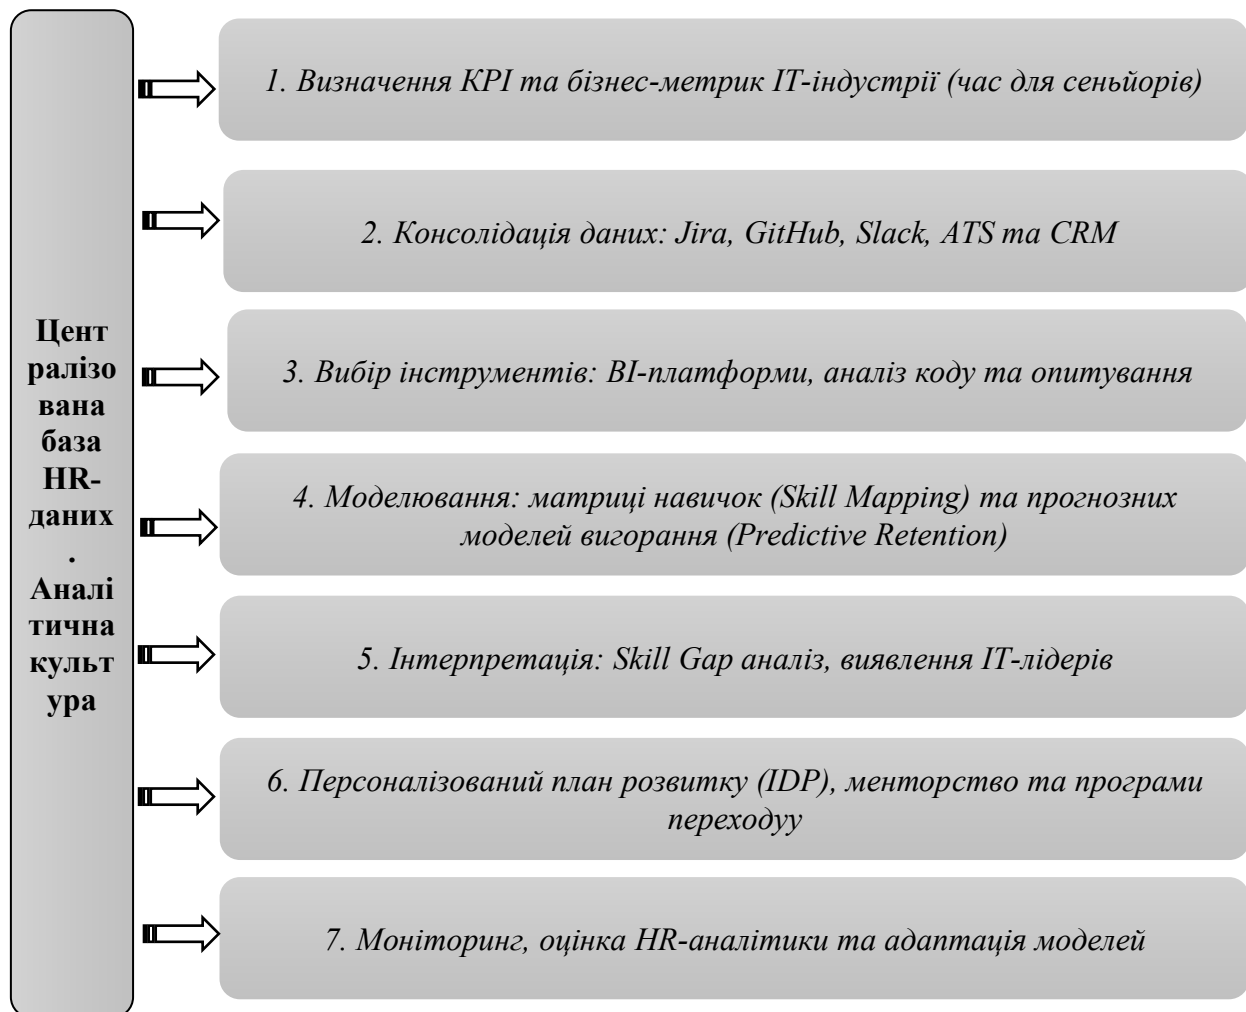 Цент
ралізо
вана
база
HR-
даних
.
Аналі
тична
культ
ура
1. Визначення KPI та бізнес-метрик IT-індустрії (час для сеньйорів)
2. Консолідація даних: Jira, GitHub, Slack, ATS та CRM
3. Вибір інструментів: BI-платформи, аналіз коду та опитування
4. Моделювання: матриці навичок (Skill Mapping) та прогнозних
моделей вигорання (Predictive Retention)
5. Інтерпретація: Skill Gap аналіз, виявлення IT-лідерів
6. Персоналізований план розвитку (IDP), менторство та програми
переходуу
7. Моніторинг, оцінка HR-аналітики та адаптація моделей